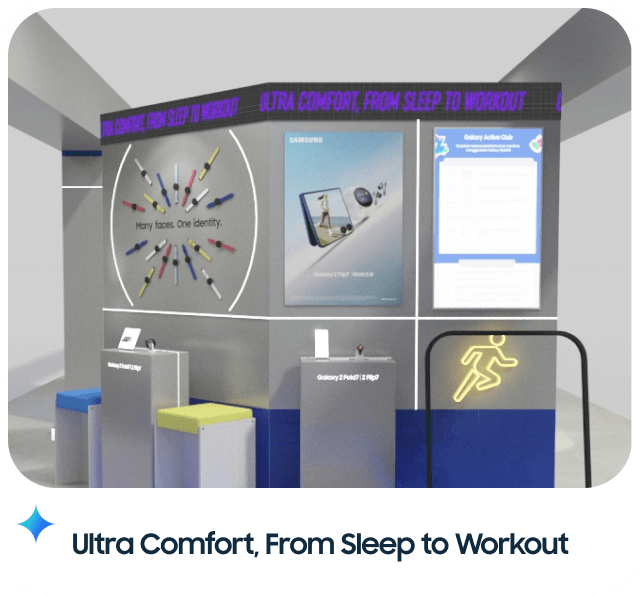 ULTRA COMFORT, FROM SLEEP TO WORKOUT
ULTRA COMFORT, FROM SLEEP TO WORKOUT
SAMSUNG
Galaxy Active Club
Many faces. One identity.
Galaxy Z Flip7 | Watch8
Galaxy Z Fold7 | Z Flip7
Galaxy Z Fold7 | Z Flip7
Ultra Comfort, From Sleep to Workout